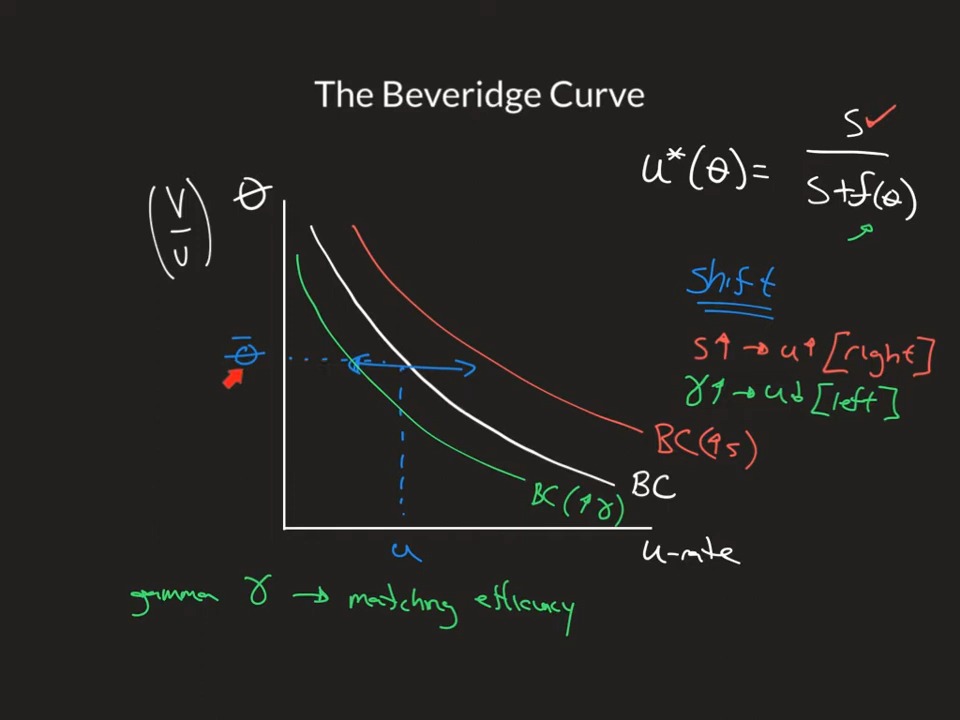 The Beveridge Curve
u*(θ) = s / (s+f(θ))
(v/u) θ
shift
s↑ → u↑ [right]
γ↑ → u↓ [left]
θ̄
BC(↑s)
BC
BC(↑γ)
u
u-rate
gamma γ → matching efficacy